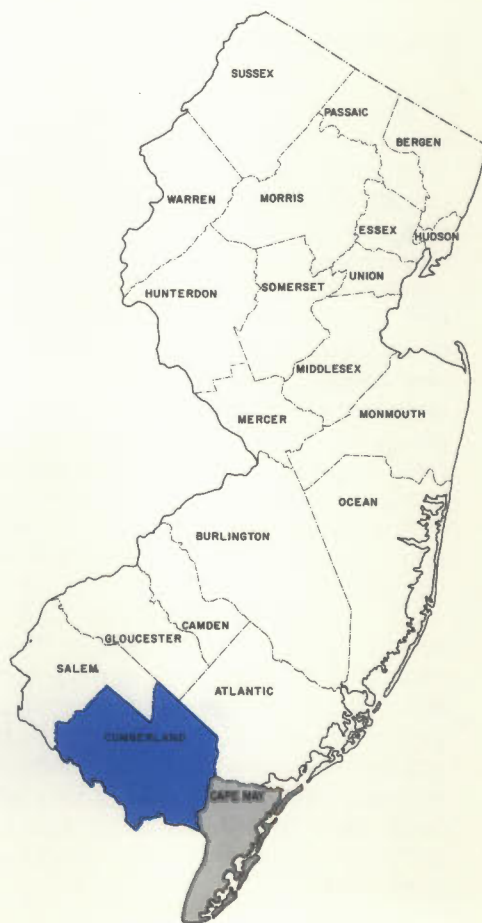 SUSSEX
PASSAIC
BERGEN
WARREN
MORRIS
ESSEX
HUDSON
HUNTERDON
SOMERSET
UNION
MIDDLESEX
MERCER
MONMOUTH
OCEAN
BURLINGTON
CAMDEN
GLOUCESTER
SALEM
ATLANTIC
CUMBERLAND
CAPE MAY